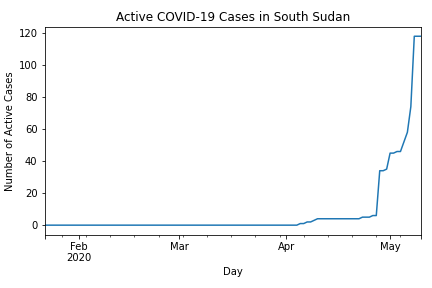 Active COVID-19 Cases in South Sudan
120
100
80
60
40
20
0
Number of Active Cases
Feb
2020
Mar
Apr
May
Day